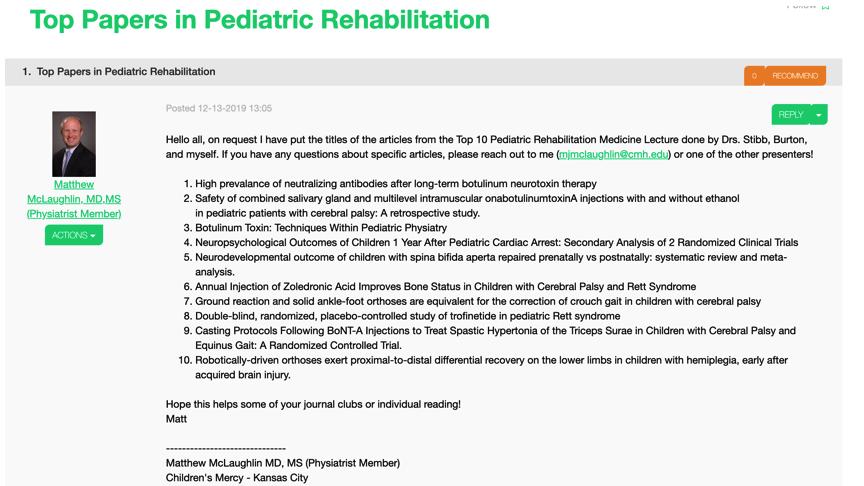 Top Papers in Pediatric Rehabilitation
1. Top Papers in Pediatric Rehabilitation
0 RECOMMEND
Posted 12-13-2019 13:05
REPLY
Hello all, on request I have put the titles of the articles from the Top 10 Pediatric Rehabilitation Medicine Lecture done by Drs. Stibb, Burton,
and myself. If you have any questions about specific articles, please reach out to me (mjmclaughlin@cmh.edu) or one of the other presenters!
Matthew
McLaughlin, MD,MS
(Physiatrist Member)
ACTIONS
1. High prevalence of neutralizing antibodies after long-term botulinum neurotoxin therapy
2. Safety of combined salivary gland and multilevel intramuscular onabotulinumtoxinA injections with and without ethanol
in pediatric patients with cerebral palsy: A retrospective study.
3. Botulinum Toxin: Techniques Within Pediatric Physiatry
4. Neuropsychological Outcomes of Children 1 Year After Pediatric Cardiac Arrest: Secondary Analysis of 2 Randomized Clinical Trials
5. Neurodevelopmental outcome of children with spina bifida aperta repaired prenatally vs postnatally: systematic review and meta-
analysis.
6. Annual Injection of Zoledronic Acid Improves Bone Status in Children with Cerebral Palsy and Rett Syndrome
7. Ground reaction and solid ankle-foot orthoses are equivalent for the correction of crouch gait in children with cerebral palsy
8. Double-blind, randomized, placebo-controlled study of trofinetide in pediatric Rett syndrome
9. Casting Protocols Following BoNT-A Injections to Treat Spastic Hypertonia of the Triceps Surae in Children with Cerebral Palsy and
Equinus Gait: A Randomized Controlled Trial.
10. Robotically-driven orthoses exert proximal-to-distal differential recovery on the lower limbs in children with hemiplegia, early after
acquired brain injury.
Hope this helps some of your journal clubs or individual reading!
Matt
------------------------------
Matthew McLaughlin MD, MS (Physiatrist Member)
Children's Mercy - Kansas City